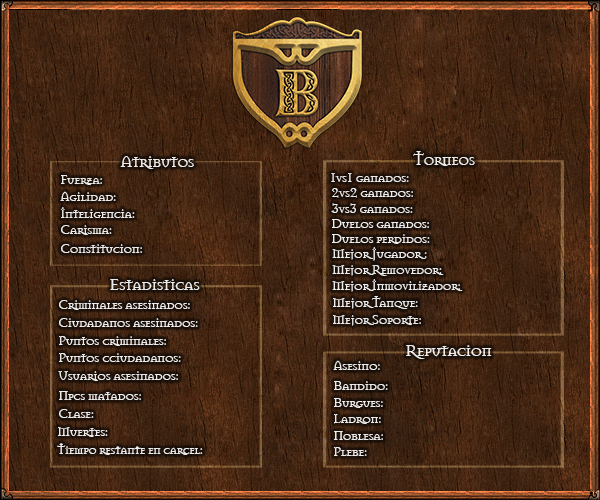 B
Atributos
Fuerza:
Agilidad:
Inteligencia:
Carisma:
Constitucion:
Estadisticas
Criminales asesinados:
Ciudadanos asesinados:
Puntos criminales:
Puntos cciudadanos:
Usuarios asesinados:
Npcs matados:
Clase:
Muertes:
Tiempo restante en carcel:
Torneos
1vs1 ganados:
2vs2 ganados:
3vs3 ganados:
Duelos ganados:
Duelos perdidos:
Mejor Jugador:
Mejor Removedor:
Mejor Inmovilizador:
Mejor Tanque:
Mejor Soporte:
Reputacion
Asesino:
Bandido:
Burgues:
Ladron:
Noblesa:
Plebe: